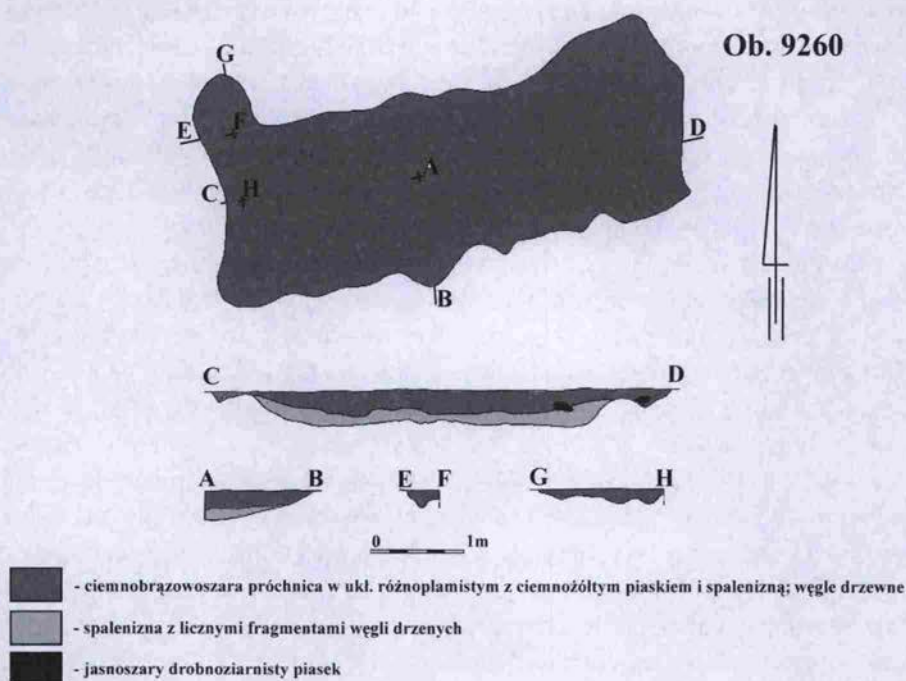 Ob. 9260
G
E
F
D
C
H
A
B
C
D
A
B
E
F
G
H
0
1m
- ciemnobrązowoszara próchnica w ukł. różnoplamistym z ciemnożółtym piaskiem i spalenizną; węgle drzewne
- spalenizna z licznymi fragmentami węgli drzenych
- jasnoszary drobnoziarnisty piasek